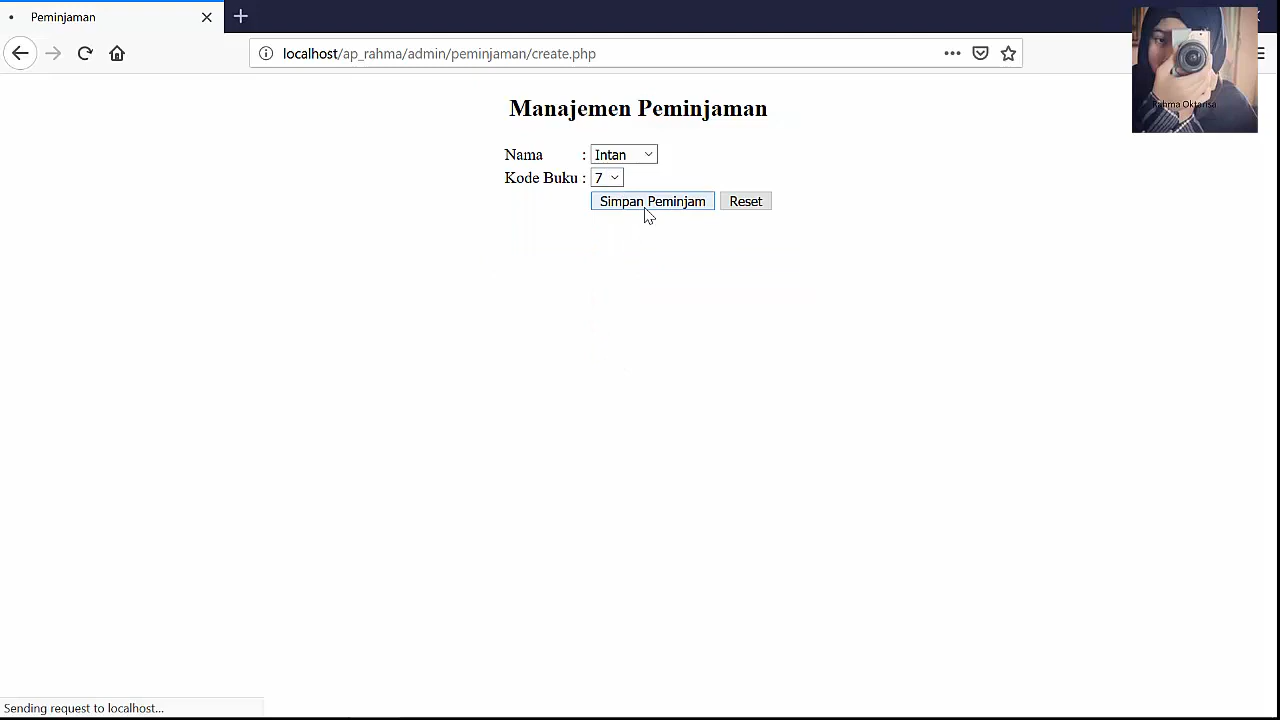 Peminjaman
localhost/ap_rahma/admin/peminjaman/create.php
Rahma Oktarisa
Manajemen Peminjaman
Nama : Intan
Kode Buku : 7
Simpan Peminjam Reset
Sending request to localhost...